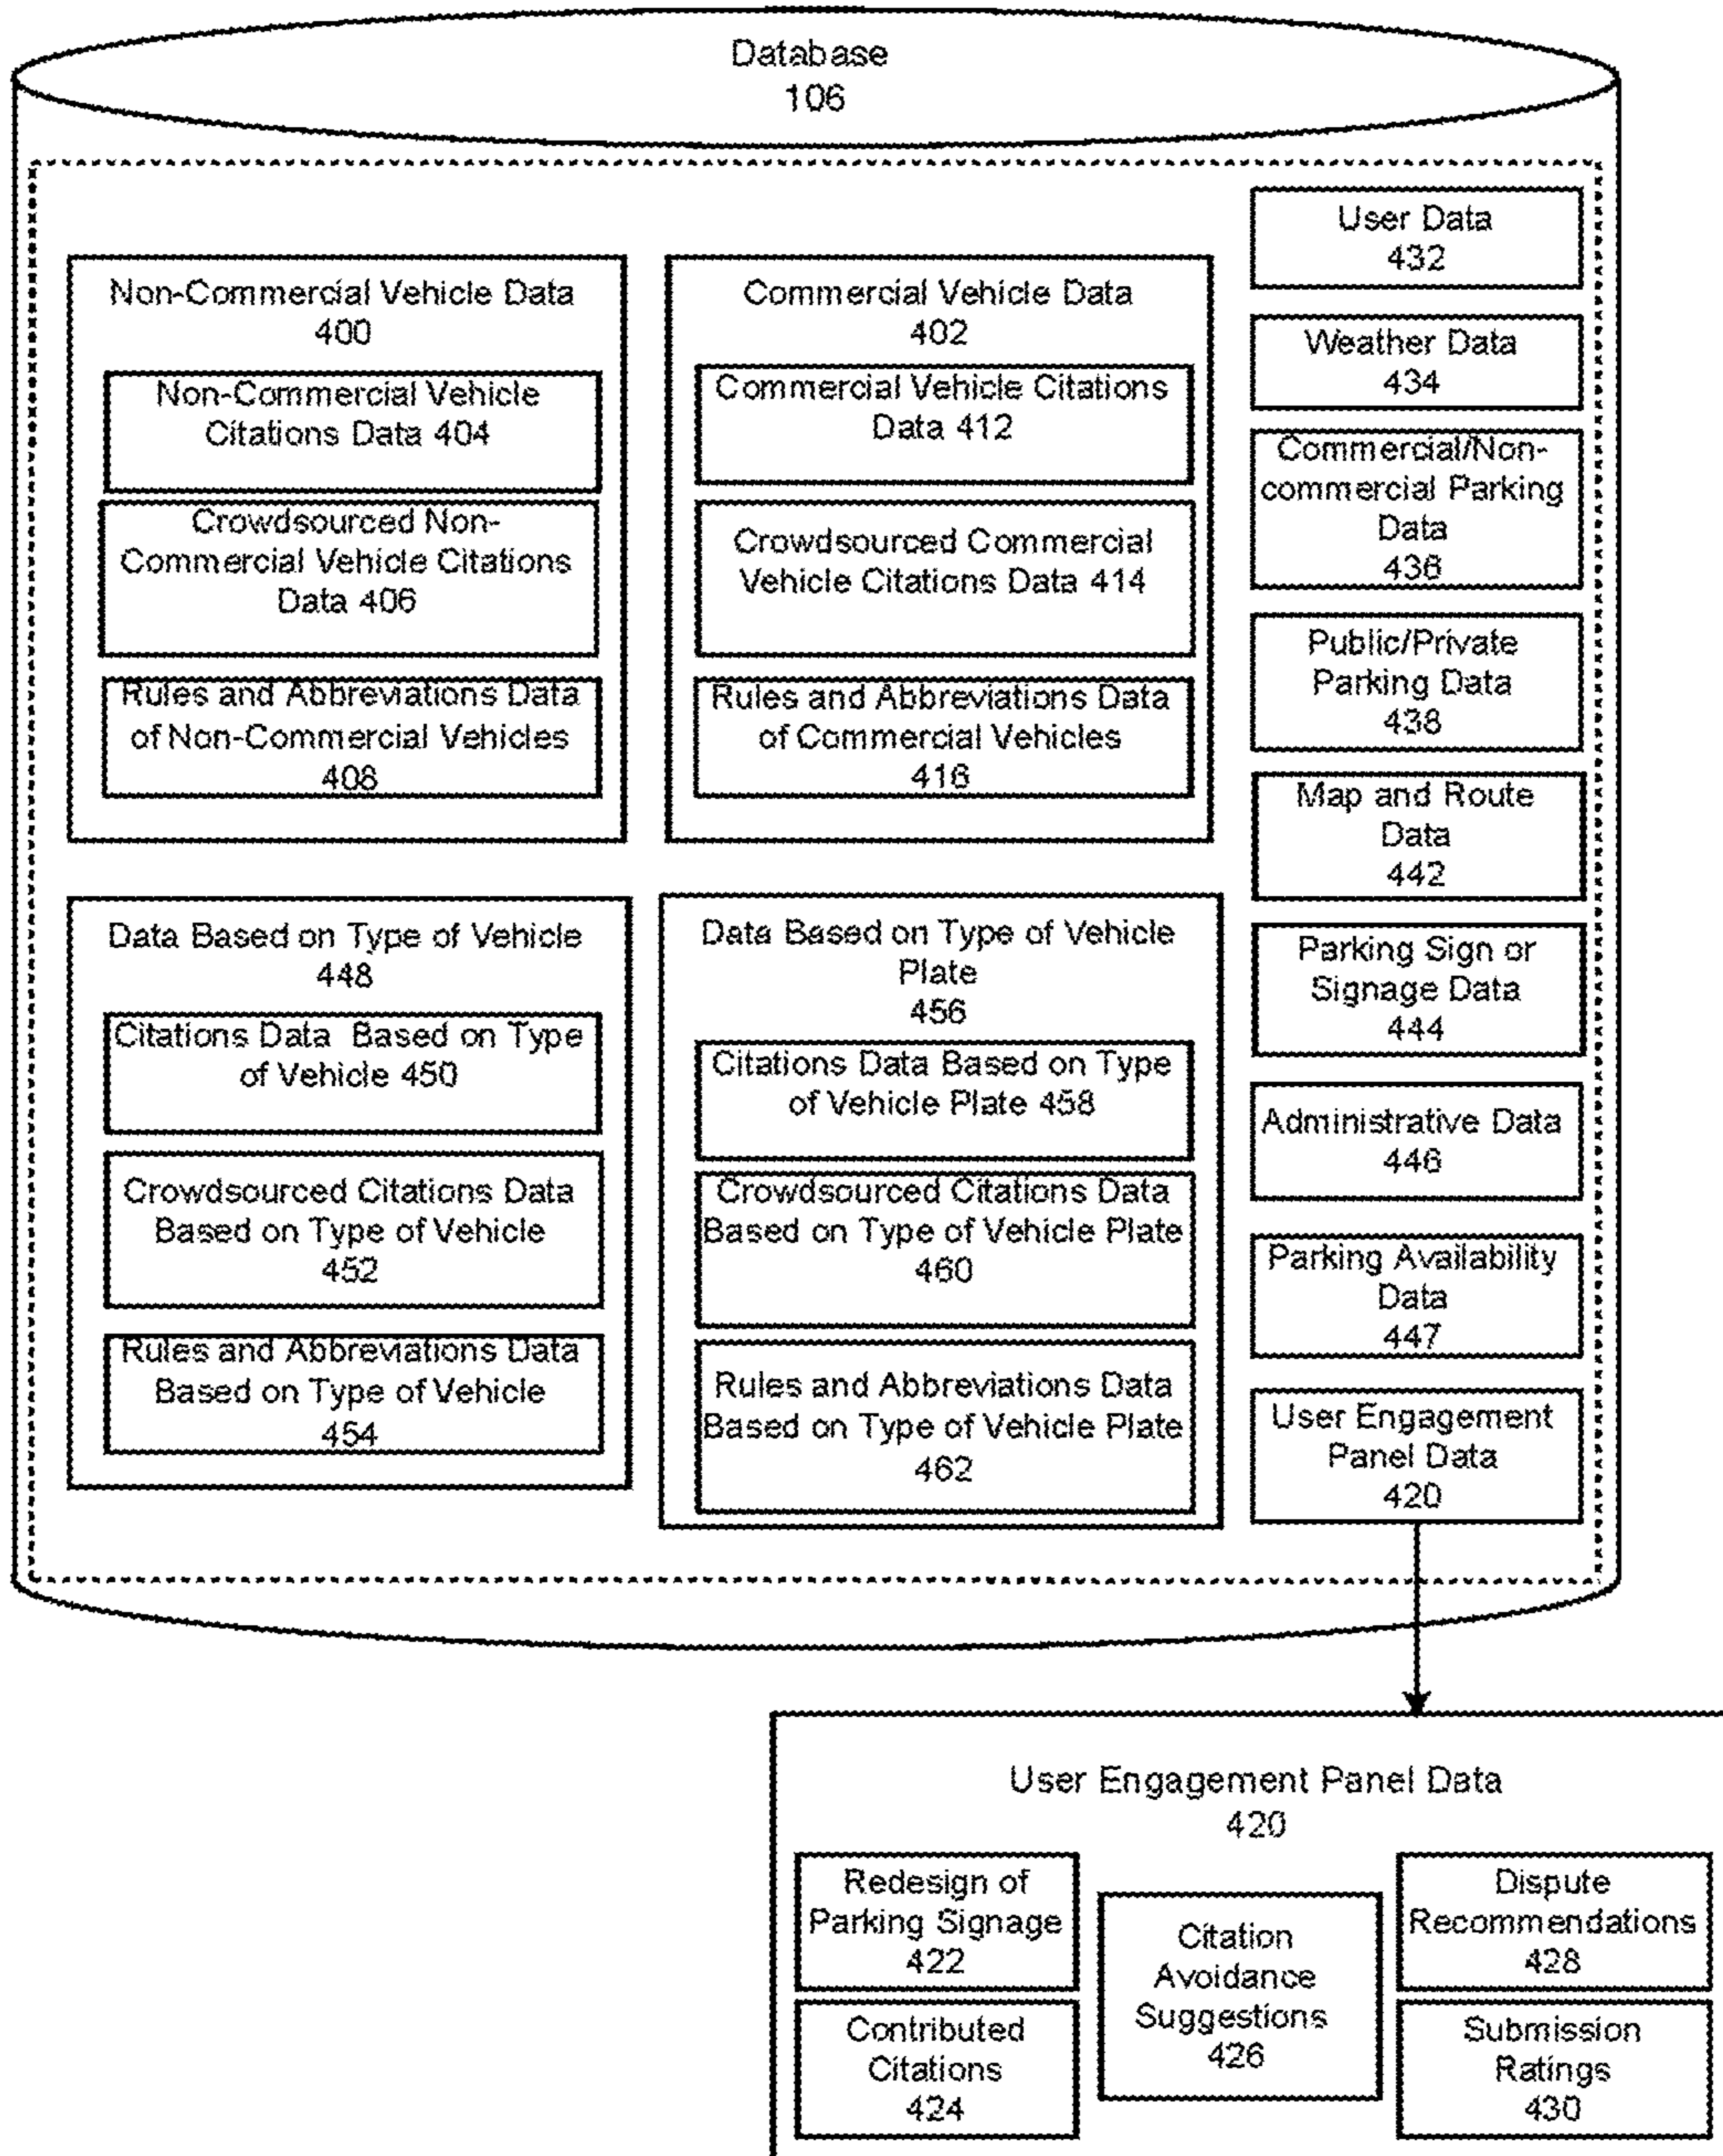 Database
106
Non-Commercial Vehicle Data
400
Non-Commercial Vehicle
Citations Data 404
Crowdsourced Non-
Commercial Vehicle Citations
Data 406
Rules and Abbreviations Data
of Non-Commercial Vehicles
408
Commercial Vehicle Data
402
Commercial Vehicle Citations
Data 412
Crowdsourced Commercial
Vehicle Citations Data 414
Rules and Abbreviations Data
of Commercial Vehicles
416
Data Based on Type of Vehicle
448
Citations Data Based on Type
of Vehicle 450
Crowdsourced Citations Data
Based on Type of Vehicle
452
Rules and Abbreviations Data
Based on Type of Vehicle
454
Data Based on Type of Vehicle
Plate
456
Citations Data Based on Type
of Vehicle Plate 458
Crowdsourced Citations Data
Based on Type of Vehicle Plate
460
Rules and Abbreviations Data
Based on Type of Vehicle Plate
462
User Data
432
Weather Data
434
Commercial/Non-
commercial Parking
Data
436
Public/Private
Parking Data
438
Map and Route
Data
442
Parking Sign or
Signage Data
444
Administrative Data
446
Parking Availability
Data
447
User Engagement
Panel Data
420
User Engagement Panel Data
420
Redesign of
Parking Signage
422
Contributed
Citations
424
Citation
Avoidance
Suggestions
426
Dispute
Recommendations
428
Submission
Ratings
430